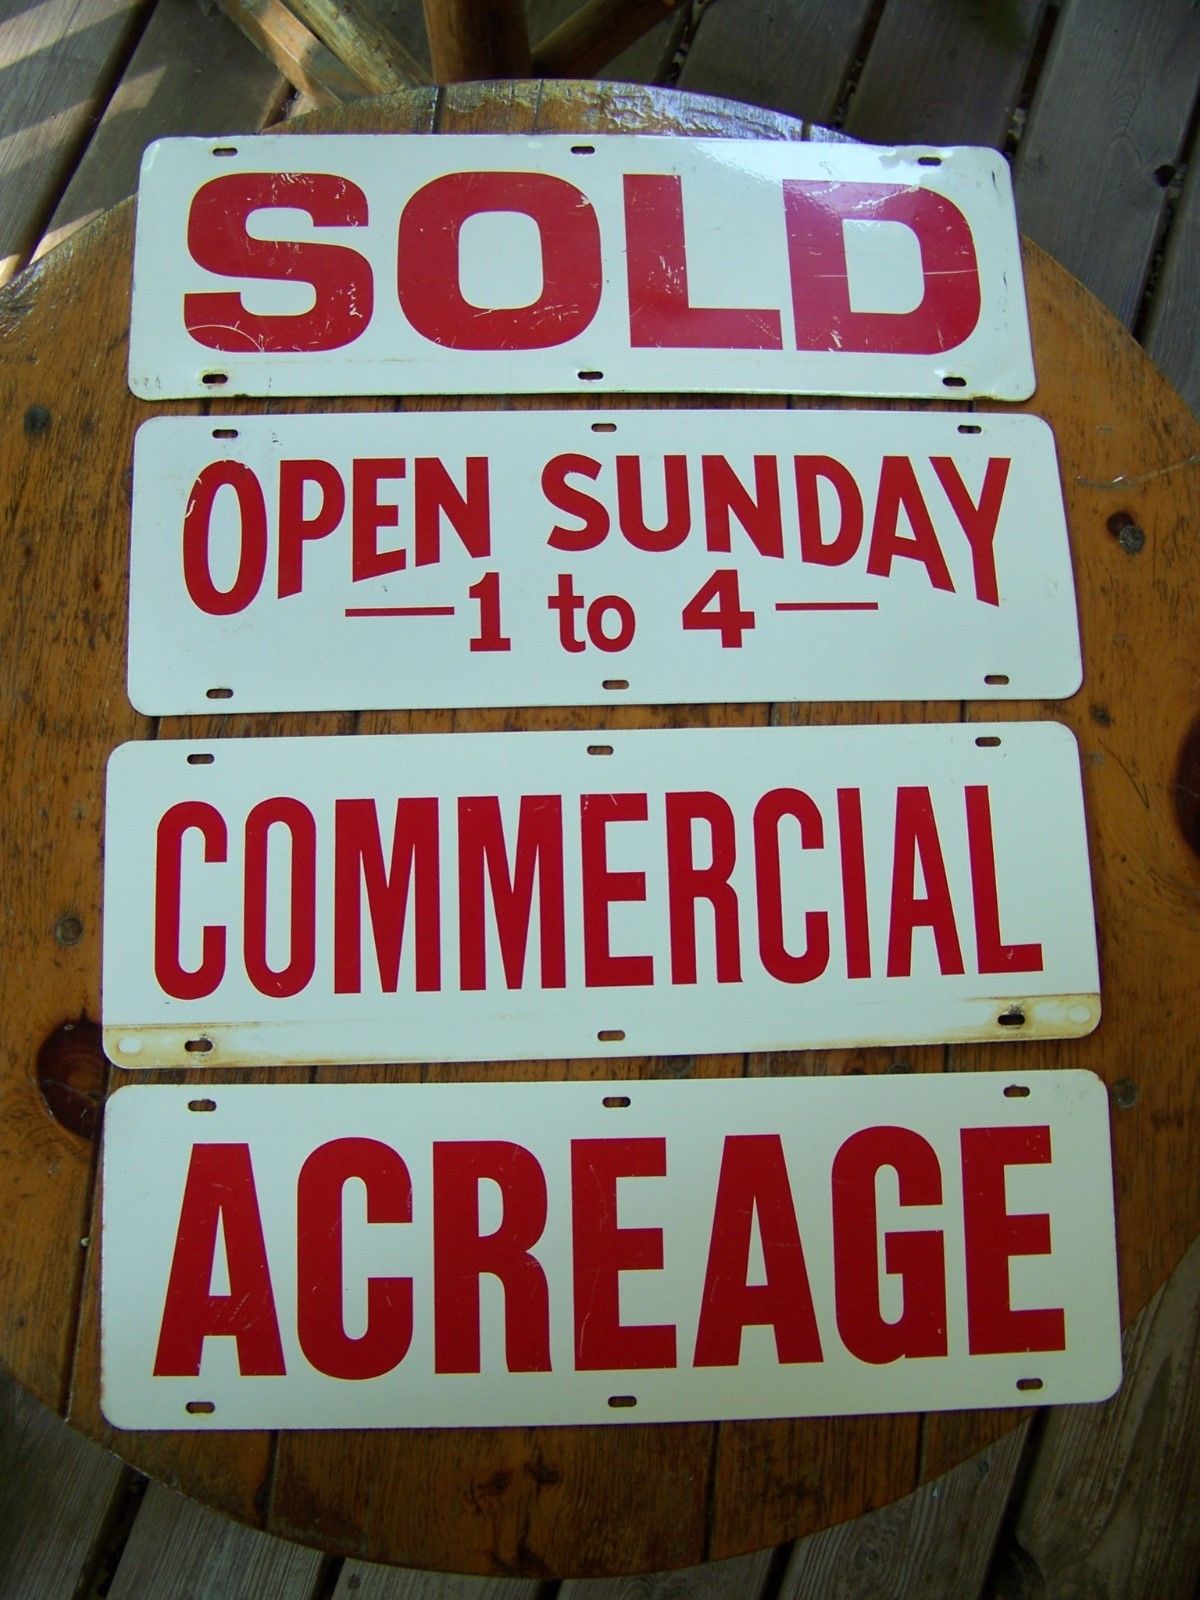 SOLD
OPEN SUNDAY
1 to 4
COMMERCIAL
ACREAGE